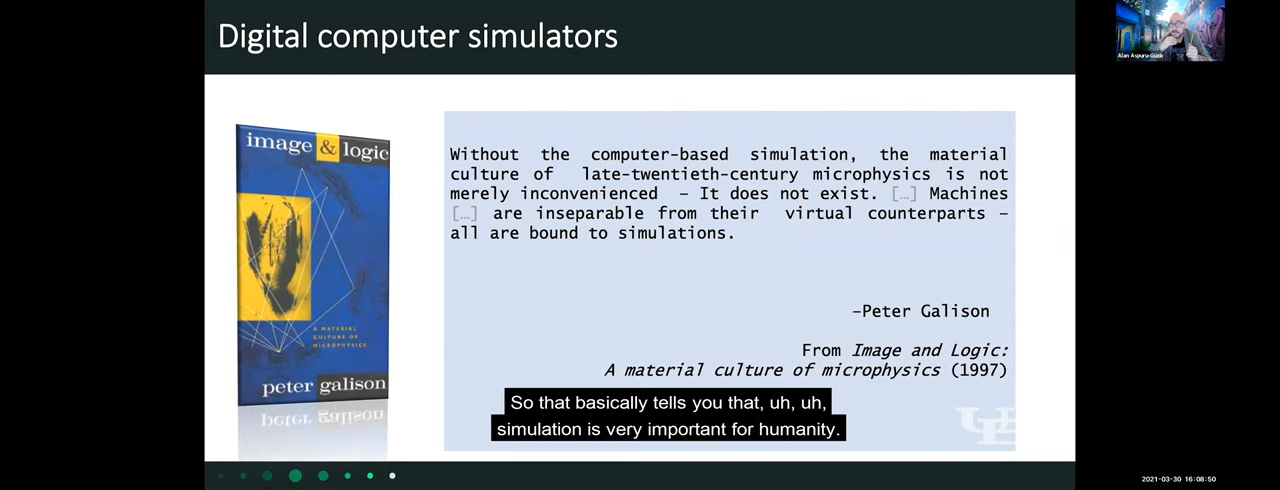 Digital computer simulators
Alan Aspuru-Guzik
image & logic
A MATERIAL
CULTURE OF
MICROPHYSICS
peter galison
Without the computer-based simulation, the material
culture of late-twentieth-century microphysics is not
merely inconvenienced – It does not exist. […] Machines
[…] are inseparable from their virtual counterparts –
all are bound to simulations.
–Peter Galison
From Image and Logic:
A material culture of microphysics (1997)
So that basically tells you that, uh, uh,
simulation is very important for humanity.
UB
2021-03-30 16:08:50